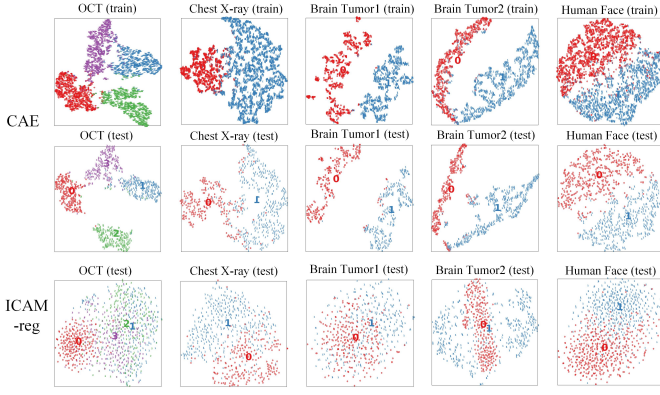 OCT (train) Chest X-ray (train) Brain Tumor1 (train) Brain Tumor2 (train) Human Face (train)
0
CAE
OCT (test) Chest X-ray (test) Brain Tumor1 (test) Brain Tumor2 (test) Human Face (test)
3 0 0
0 1 0 1 0 1
2 1 1
OCT (test) Chest X-ray (test) Brain Tumor1 (test) Brain Tumor2 (test) Human Face (test)
ICAM
-reg
2 1 1 1 0 1 1
0 3 0 0 0